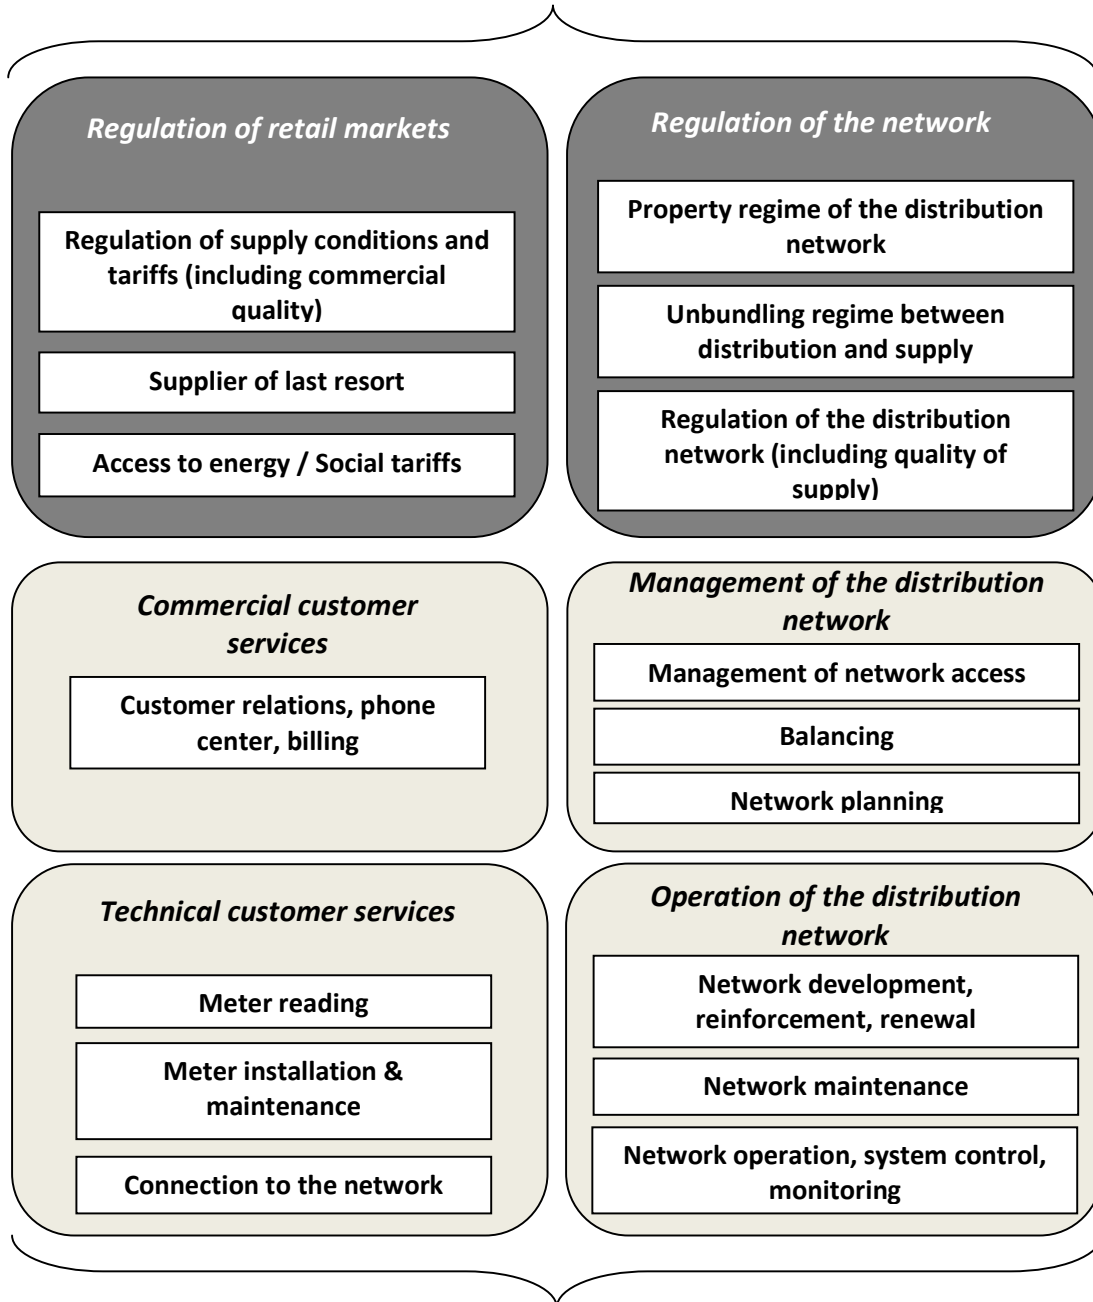 Regulation of retail markets
Regulation of supply conditions and
tariffs (including commercial
quality)
Supplier of last resort
Access to energy / Social tariffs
Regulation of the network
Property regime of the distribution
network
Unbundling regime between
distribution and supply
Regulation of the distribution
network (including quality of
supply)
Commercial customer
services
Customer relations, phone
center, billing
Management of the distribution
network
Management of network access
Balancing
Network planning
Technical customer services
Meter reading
Meter installation &
maintenance
Connection to the network
Operation of the distribution
network
Network development,
reinforcement, renewal
Network maintenance
Network operation, system control,
monitoring